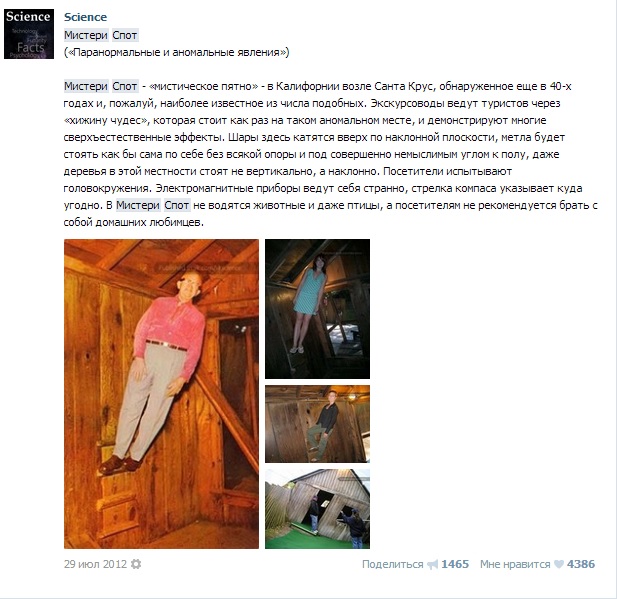 Science
Technology
Facts
Psychology
Science
Мистери Спот
(«Паранормальные и аномальные явления»)
Мистери Спот - «мистическое пятно» - в Калифорнии возле Санта Крус, обнаруженное еще в 40-х
годах и, пожалуй, наиболее известное из числа подобных. Экскурсоводы ведут туристов через
«хижину чудес», которая стоит как раз на таком аномальном месте, и демонстрируют многие
сверхъестественные эффекты. Шары здесь катятся вверх по наклонной плоскости, метла будет
стоять как бы сама по себе без всякой опоры и под совершенно немыслимым углом к полу, даже
деревья в этой местности стоят не вертикально, а наклонно. Посетители испытывают
головокружения. Электромагнитные приборы ведут себя странно, стрелка компаса указывает куда
угодно. В Мистери Спот не водятся животные и даже птицы, а посетителям не рекомендуется брать с
собой домашних любимцев.
29 июл 2012
Поделиться 1465 Мне нравится 4386